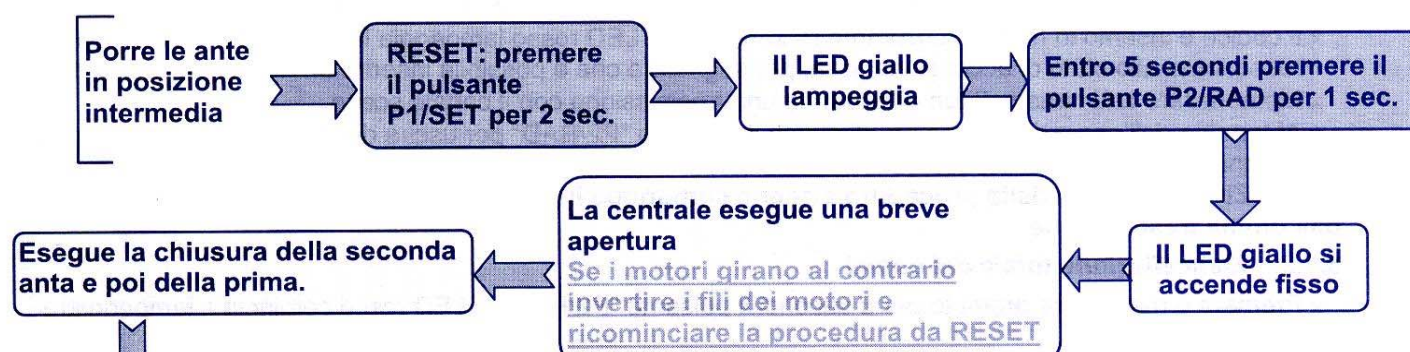 Porre le ante
in posizione
intermedia
RESET: premere
il pulsante
P1/SET per 2 sec.
Il LED giallo
lampeggia
Entro 5 secondi premere il
pulsante P2/RAD per 1 sec.
Il LED giallo si
accende fisso
La centrale esegue una breve
apertura
Se i motori girano al contrario
invertire i fili dei motori e
ricominciare la procedura da RESET
Esegue la chiusura della seconda
anta e poi della prima.